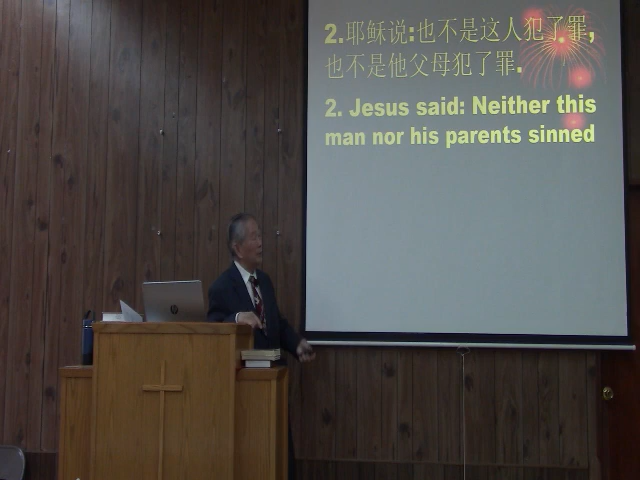 2.耶稣说:也不是这人犯了罪,
也不是他父母犯了罪.
2. Jesus said: Neither this
man nor his parents sinned
hp